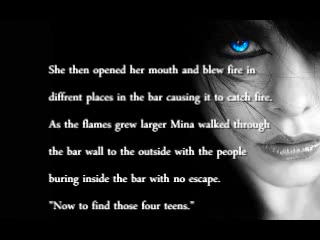 She then opened her mouth and blew fire in
diffrent places in the bar causing it to catch fire.
As the flames grew larger Mina walked through
the bar wall to the outside with the people
buring inside the bar with no escape.
"Now to find those four teens."